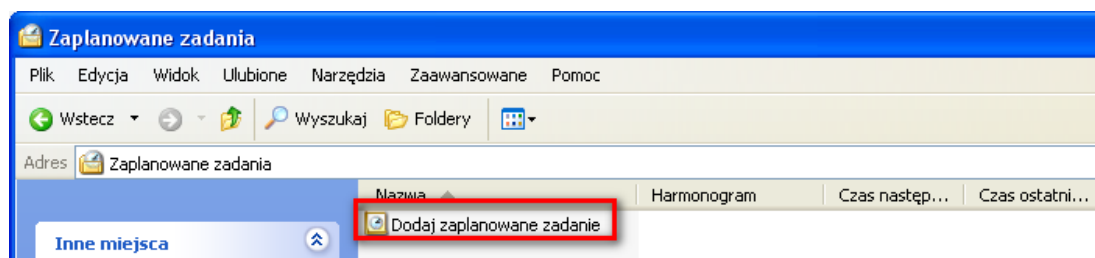 Zaplanowane zadania
Plik Edycja Widok Ulubione Narzędzia Zaawansowane Pomoc
Wstecz Wyszukaj Foldery
Adres Zaplanowane zadania
Nazwa Harmonogram Czas następ... Czas ostatni...
Dodaj zaplanowane zadanie
Inne miejsca